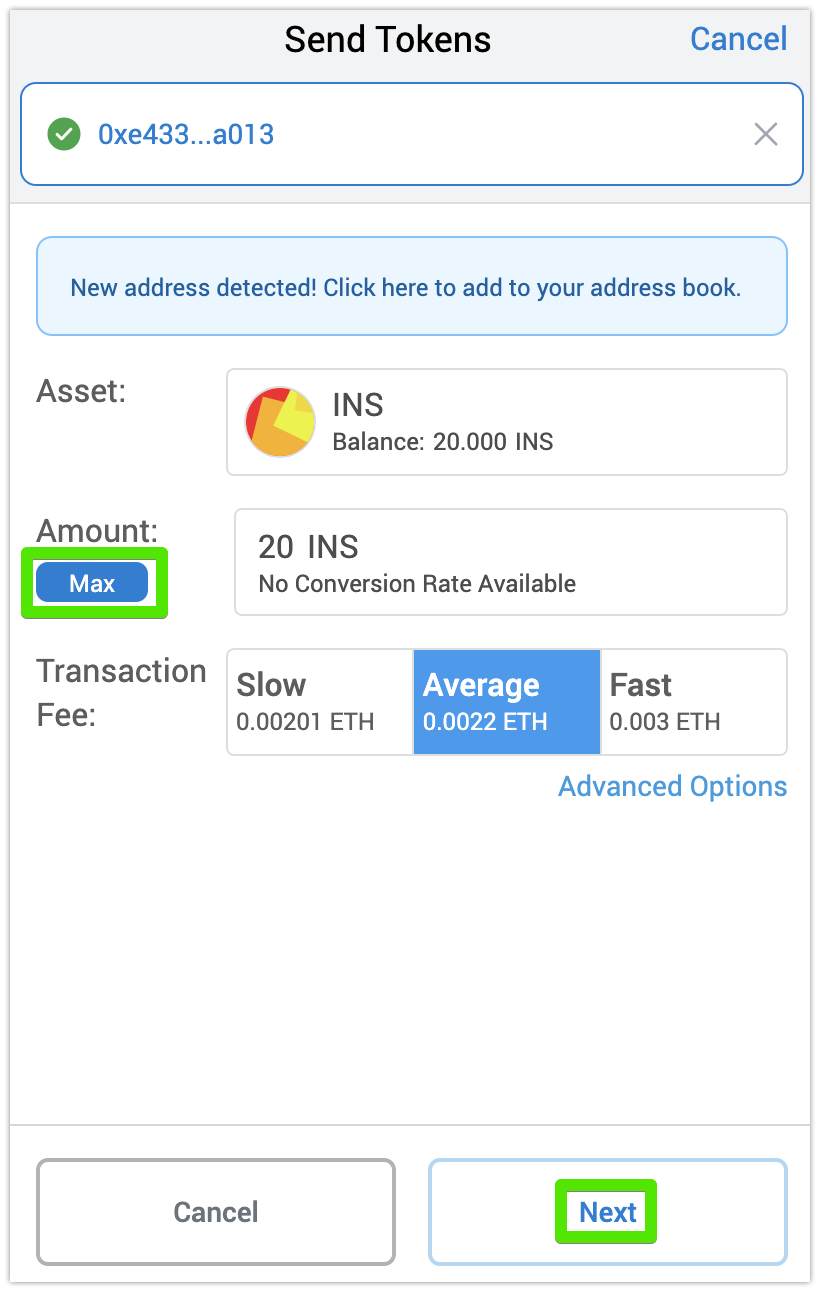 Send Tokens
Cancel
0xe433...a013
New address detected! Click here to add to your address book.
Asset:
INS
Balance: 20.000 INS
Amount:
Max
20 INS
No Conversion Rate Available
Transaction
Fee:
Slow
0.00201 ETH
Average
0.0022 ETH
Fast
0.003 ETH
Advanced Options
Cancel
Next